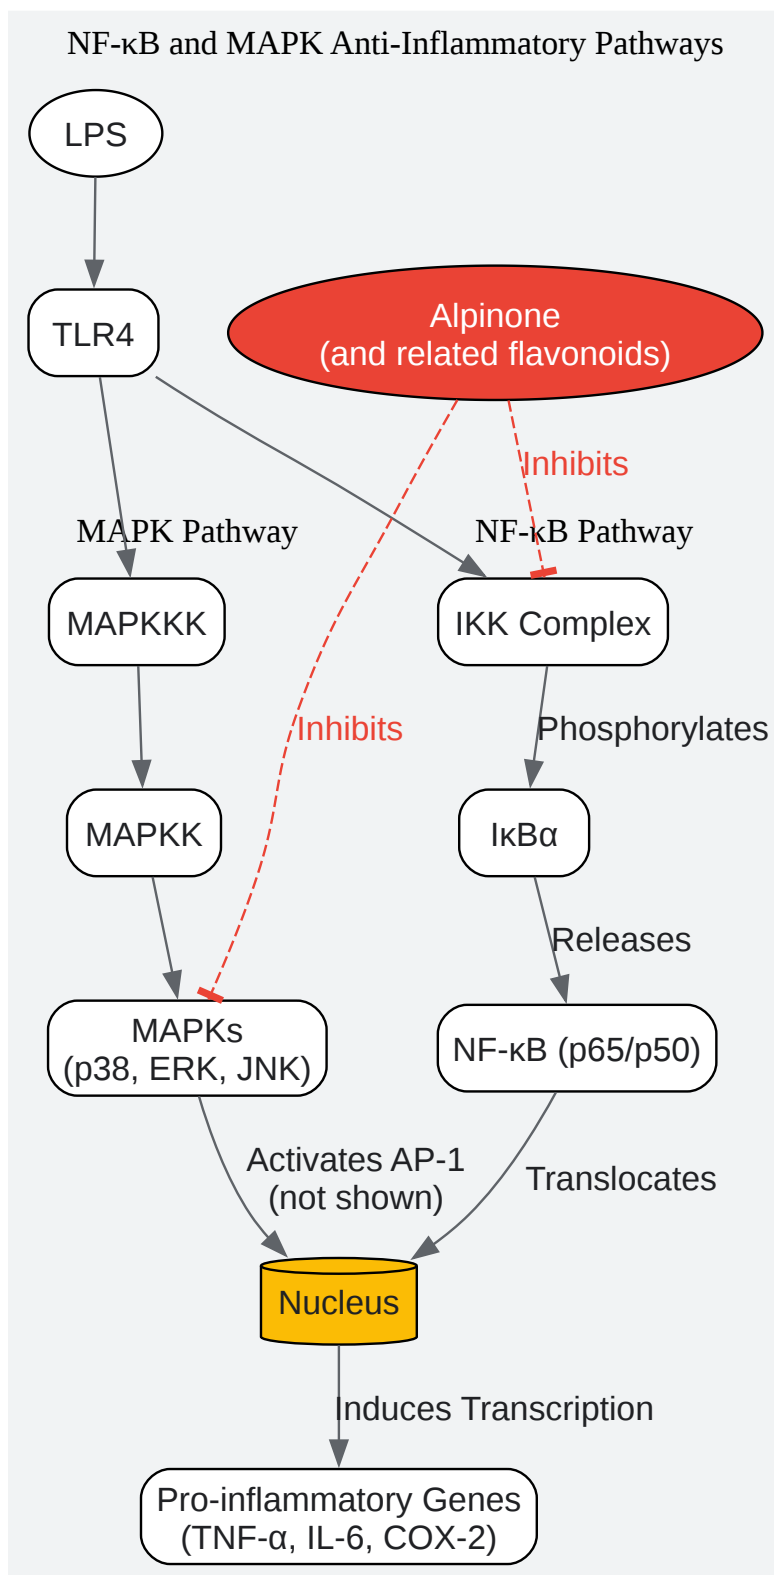 NF-κB and MAPK Anti-Inflammatory Pathways
LPS
TLR4
Alpinone
(and related flavonoids)
Inhibits
MAPK Pathway
NF-κB Pathway
MAPKKK
IKK Complex
Inhibits
Phosphorylates
MAPKK
IκBα
Releases
MAPKs
(p38, ERK, JNK)
NF-κB (p65/p50)
Activates AP-1
(not shown)
Translocates
Nucleus
Induces Transcription
Pro-inflammatory Genes
(TNF-α, IL-6, COX-2)